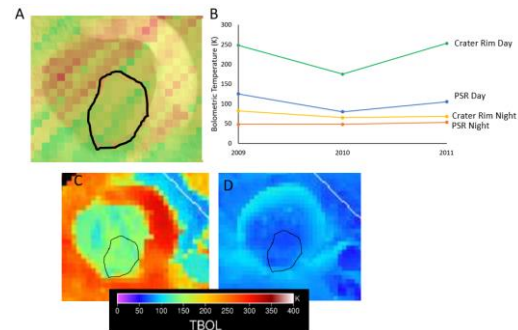 A
B
300
250
200
150
100
50
0
Bolometric Temperature (K)
2009
2010
2011
Crater Rim Day
PSR Day
Crater Rim Night
PSR Night
C
D
0 50 100 150 200 250 300 350 400 K
TBOL